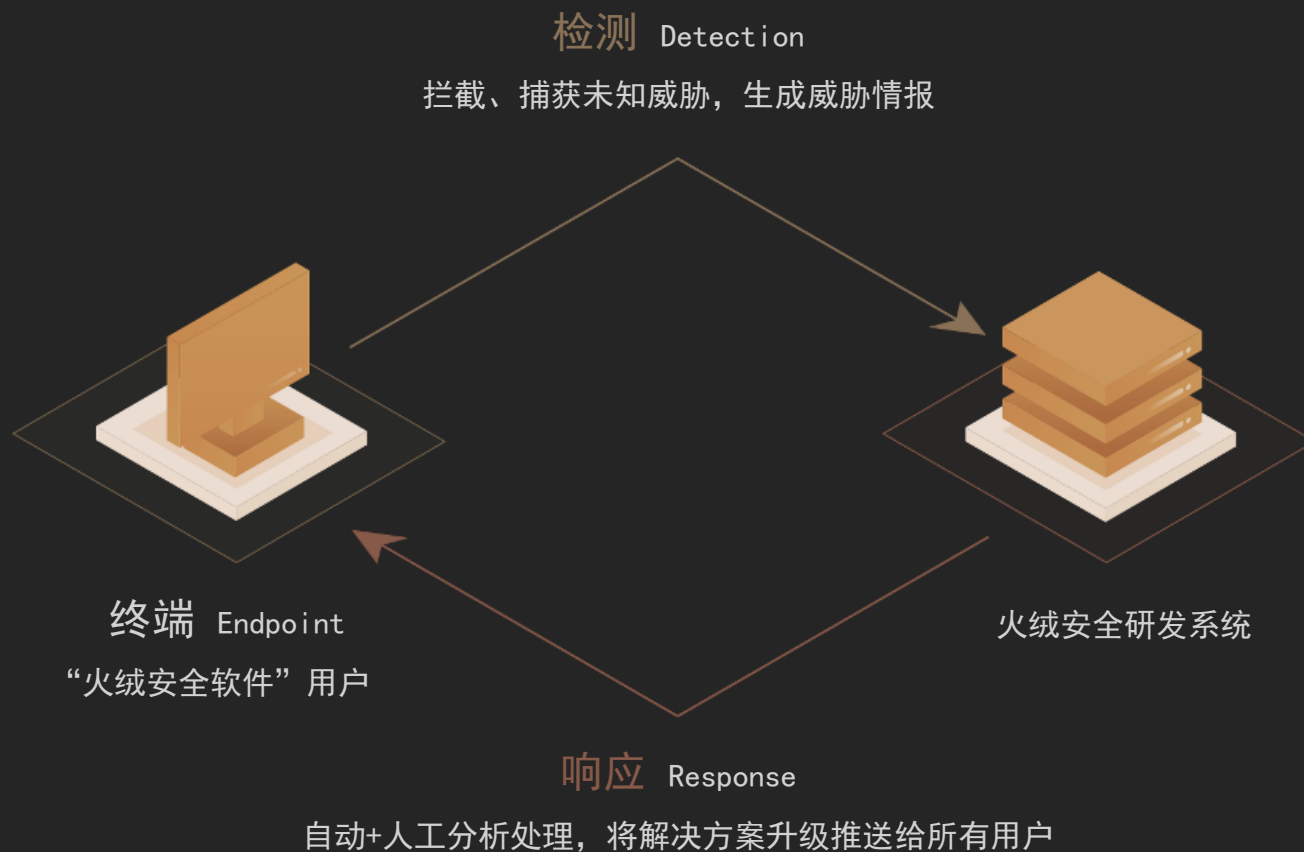 检测 Detection
拦截、捕获未知威胁，生成威胁情报
终端 Endpoint
“火绒安全软件”用户
火绒安全研发系统
响应 Response
自动+人工分析处理，将解决方案升级推送给所有用户